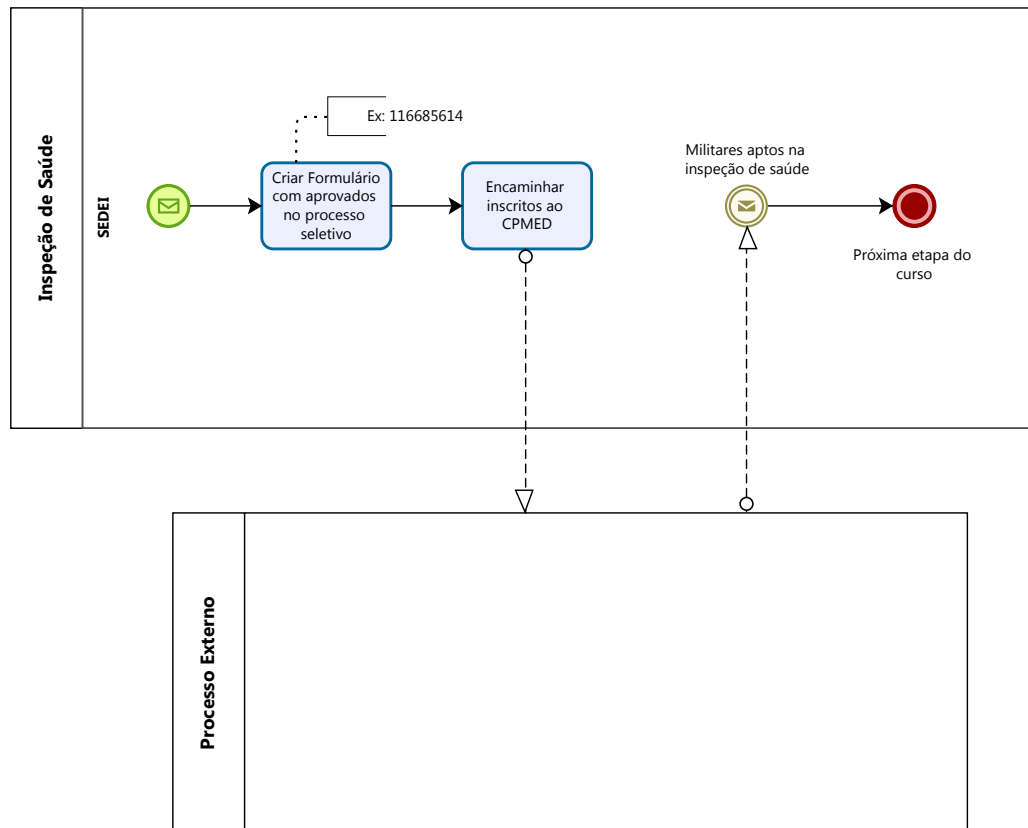 Inspeção de Saúde
SEDEI
Ex: 116685614
Criar Formulário
com aprovados
no processo
seletivo
Encaminhar
inscritos ao
CPMED
Militares aptos na
inspeção de saúde
Próxima etapa do
curso
Processo Externo